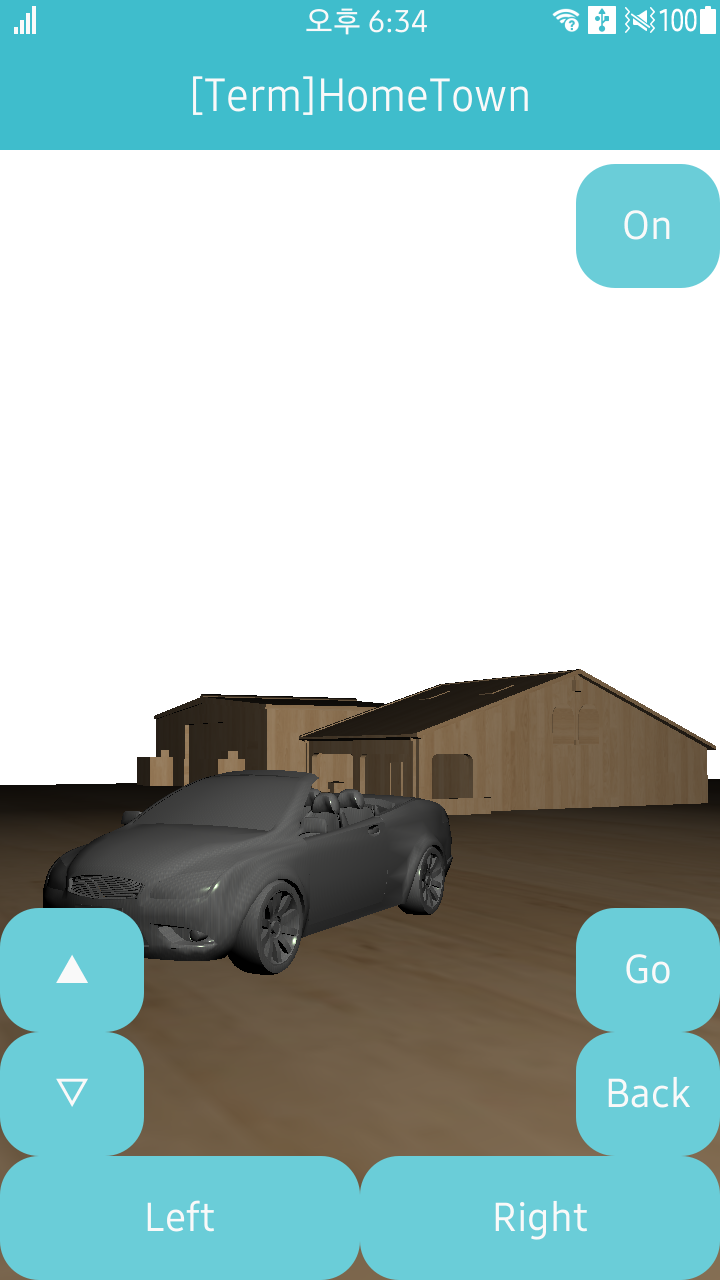 오후 6:34 100
[Term]HomeTown
On
▲ Go
▽ Back
Left Right